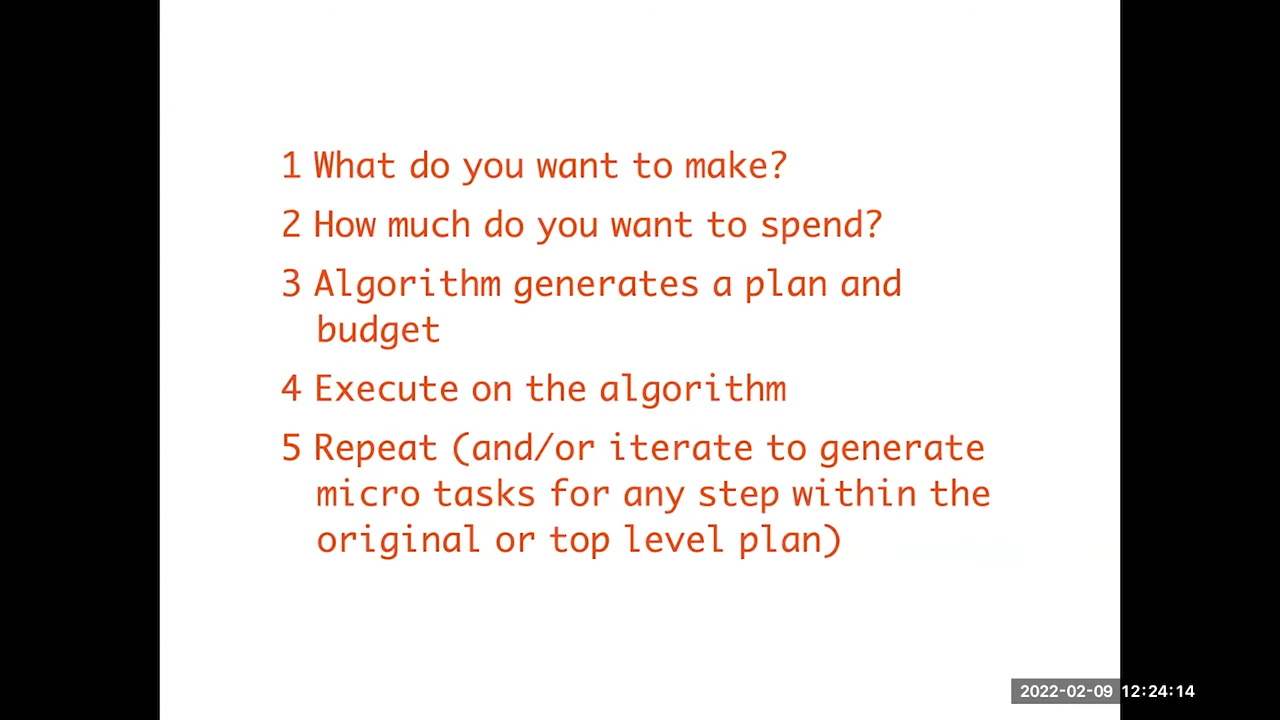 1 What do you want to make?
2 How much do you want to spend?
3 Algorithm generates a plan and
budget
4 Execute on the algorithm
5 Repeat (and/or iterate to generate
micro tasks for any step within the
original or top level plan)
2022-02-09 12:24:14